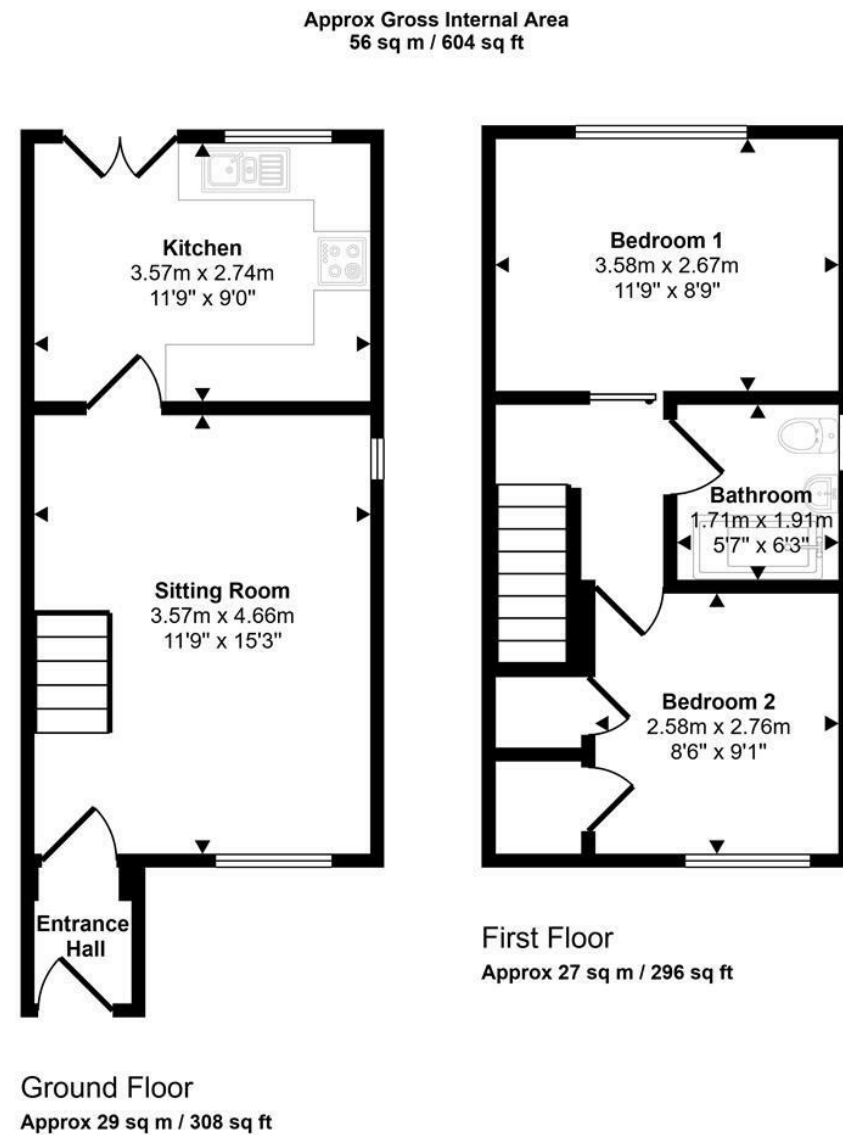 Approx Gross Internal Area
56 sq m / 604 sq ft
Kitchen
3.57m x 2.74m
11'9" x 9'0"
Sitting Room
3.57m x 4.66m
11'9" x 15'3"
Entrance
Hall
Ground Floor
Approx 29 sq m / 308 sq ft
Bedroom 1
3.58m x 2.67m
11'9" x 8'9"
Bathroom
1.71m x 1.91m
5'7" x 6'3"
Bedroom 2
2.58m x 2.76m
8'6" x 9'1"
First Floor
Approx 27 sq m / 296 sq ft